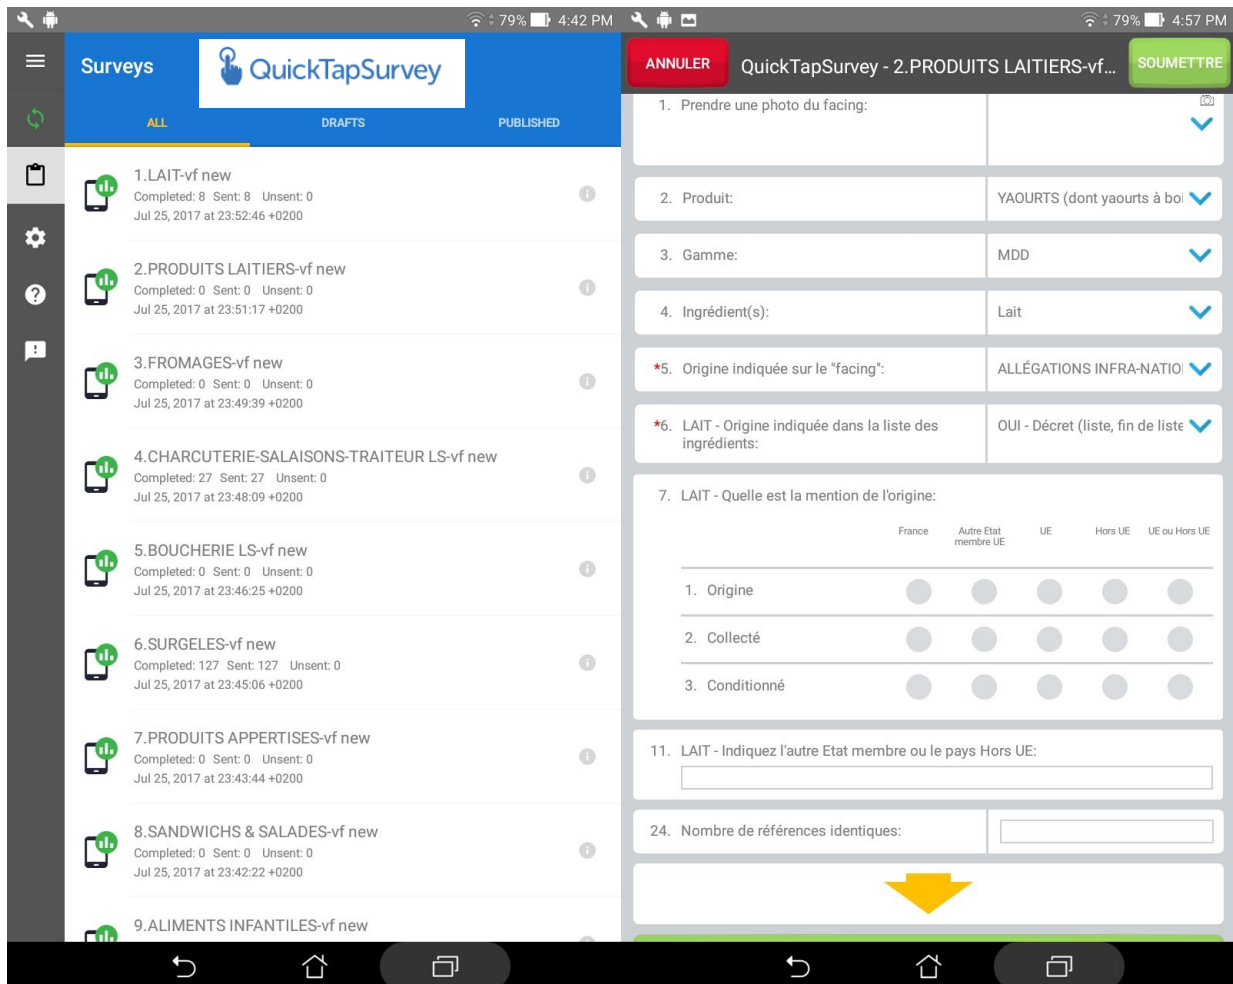 79% 4:42 PM
Surveys
QuickTapSurvey
ALL DRAFTS PUBLISHED
1.LAIT-vf new
Completed: 8 Sent: 8 Unsent: 0
Jul 25, 2017 at 23:52:46 +0200
2.PRODUITS LAITIERS-vf new
Completed: 0 Sent: 0 Unsent: 0
Jul 25, 2017 at 23:51:17 +0200
3.FROMAGES-vf new
Completed: 0 Sent: 0 Unsent: 0
Jul 25, 2017 at 23:49:39 +0200
4.CHARCUTERIE-SALAISONS-TRAITEUR LS-vf new
Completed: 27 Sent: 27 Unsent: 0
Jul 25, 2017 at 23:48:09 +0200
5.BOUCHERIE LS-vf new
Completed: 0 Sent: 0 Unsent: 0
Jul 25, 2017 at 23:46:25 +0200
6.SURGELES-vf new
Completed: 127 Sent: 127 Unsent: 0
Jul 25, 2017 at 23:45:06 +0200
7.PRODUITS APPERTISES-vf new
Completed: 0 Sent: 0 Unsent: 0
Jul 25, 2017 at 23:43:44 +0200
8.SANDWICHS & SALADES-vf new
Completed: 0 Sent: 0 Unsent: 0
Jul 25, 2017 at 23:42:22 +0200
9.ALIMENTS INFANTILES-vf new
79% 4:57 PM
ANNULER QuickTapSurvey - 2.PRODUITS LAITIERS-vf... SOUMETTRE
1. Prendre une photo du facing:
2. Produit: YAOURTS (dont yaourts à boi
3. Gamme: MDD
4. Ingrédient(s): Lait
*5. Origine indiquée sur le "facing": ALLÉGATIONS INFRA-NATIO
*6. LAIT - Origine indiquée dans la liste des OUI - Décret (liste, fin de liste
ingrédients:
7. LAIT - Quelle est la mention de l'origine:
France Autre Etat UE Hors UE UE ou Hors UE
membre UE
1. Origine
2. Collecté
3. Conditionné
11. LAIT - Indiquez l'autre Etat membre ou le pays Hors UE:
24. Nombre de références identiques: